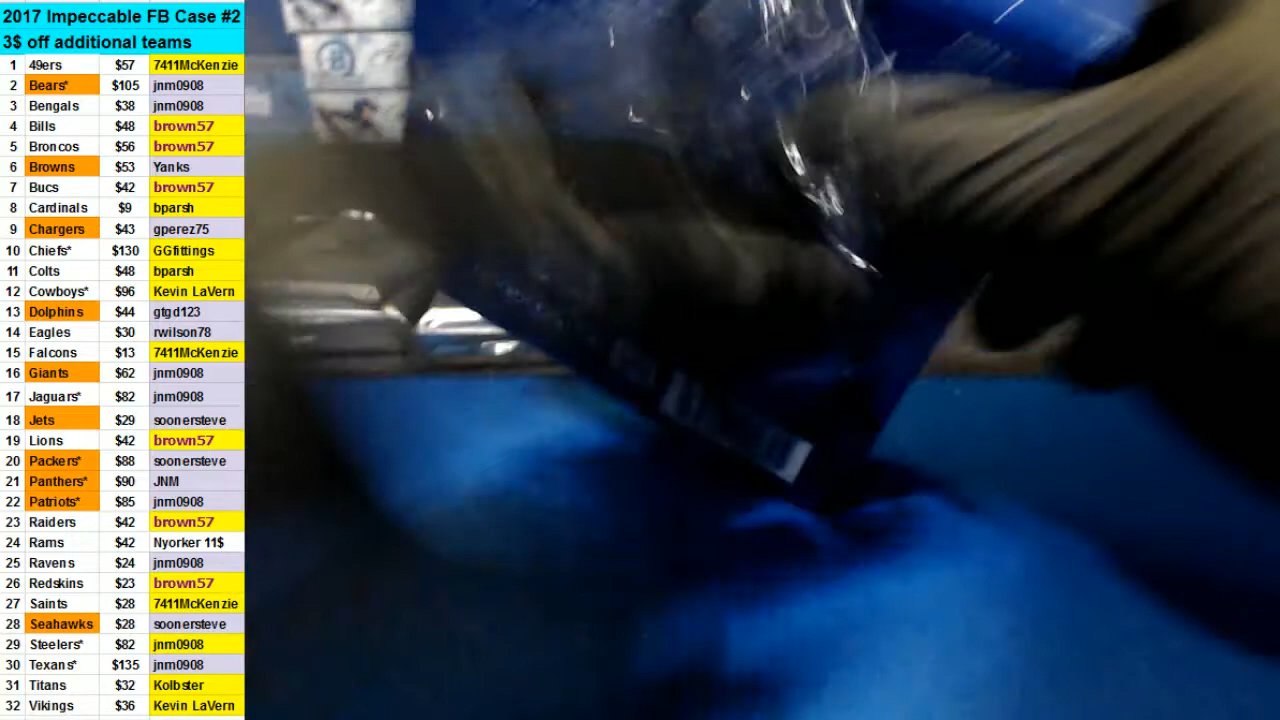 2017 Impeccable FB Case #2
3$ off additional teams
1 49ers $57 7411McKenzie
2 Bears* $105 jnm0908
3 Bengals $38 jnm0908
4 Bills $48 brown57
5 Broncos $56 brown57
6 Browns $53 Yanks
7 Bucs $42 brown57
8 Cardinals $9 bparsh
9 Chargers $43 gperez75
10 Chiefs* $130 GGfittings
11 Colts $48 bparsh
12 Cowboys* $96 Kevin LaVern
13 Dolphins $44 gtgd123
14 Eagles $30 rwilson78
15 Falcons $13 7411McKenzie
16 Giants $62 jnm0908
17 Jaguars* $82 jnm0908
18 Jets $29 soonersteve
19 Lions $42 brown57
20 Packers* $88 soonersteve
21 Panthers* $90 JNM
22 Patriots* $85 jnm0908
23 Raiders $42 brown57
24 Rams $42 Nyorker 11$
25 Ravens $24 jnm0908
26 Redskins $23 brown57
27 Saints $28 7411McKenzie
28 Seahawks $28 soonersteve
29 Steelers* $82 jnm0908
30 Texans* $135 jnm0908
31 Titans $32 Kolbster
32 Vikings $36 Kevin LaVern